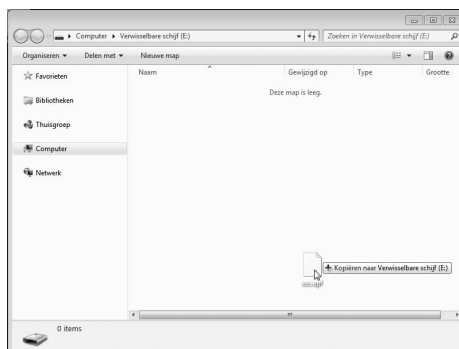 Computer ▸ Verwisselbare schijf (E:)
Zoeken in Verwisselbare schijf (E:)
Organiseren ▼ Delen met ▼ Nieuwe map
Naam Gewijzigd op Type Grootte
Deze map is leeg.
Favorieten
Bibliotheken
Thuisgroep
Computer
Netwerk
Kopiëren naar Verwisselbare schijf (E:)
0 items